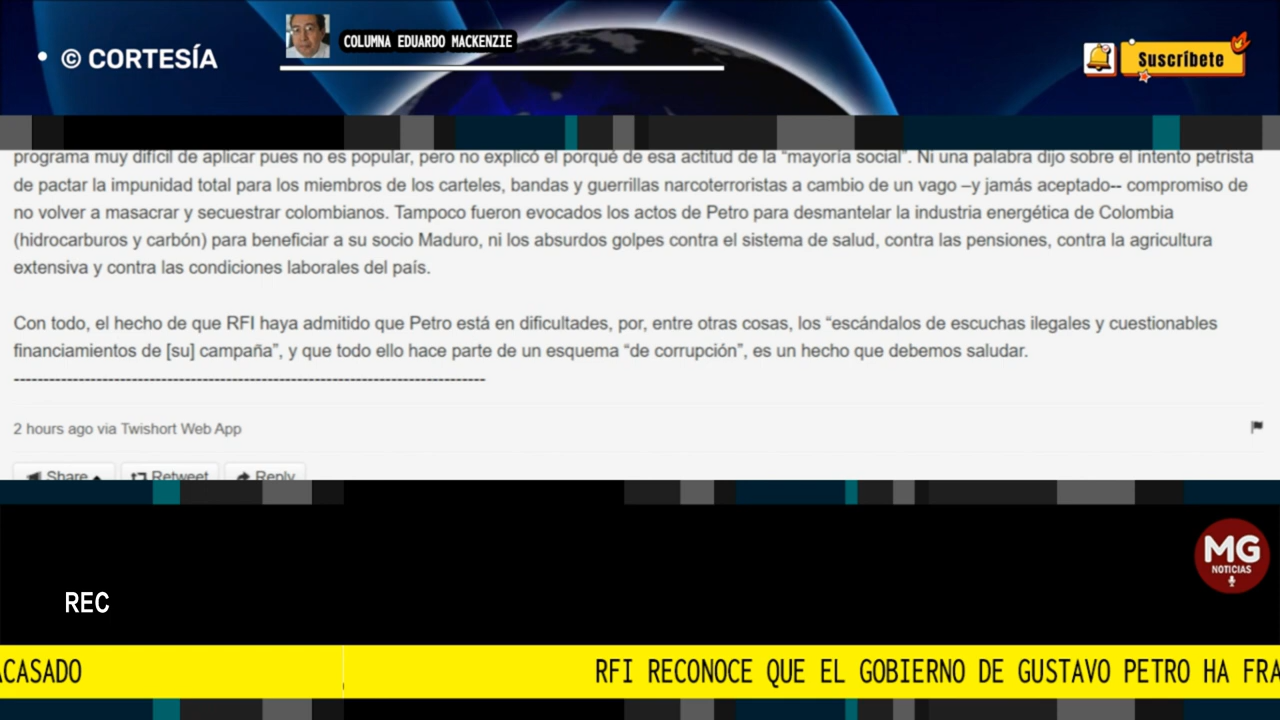 © CORTESÍA
COLUMNA EDUARDO MACKENZIE
Suscríbete
programa muy difícil de aplicar pues no es popular, pero no explicó el porqué de esa actitud de la “mayoría social”. Ni una palabra dijo sobre el intento petrista
de pactar la impunidad total para los miembros de los carteles, bandas y guerrillas narcoterroristas a cambio de un vago –y jamás aceptado-- compromiso de
no volver a masacrar y secuestrar colombianos. Tampoco fueron evocados los actos de Petro para desmantelar la industria energética de Colombia
(hidrocarburos y carbón) para beneficiar a su socio Maduro, ni los absurdos golpes contra el sistema de salud, contra las pensiones, contra la agricultura
extensiva y contra las condiciones laborales del país.
Con todo, el hecho de que RFI haya admitido que Petro está en dificultades, por, entre otras cosas, los “escándalos de escuchas ilegales y cuestionables
financiamientos de [su] campaña”, y que todo ello hace parte de un esquema “de corrupción”, es un hecho que debemos saludar.
--------------------------------------------------------------------------------
2 hours ago via Twishort Web App
Share
Retweet
Reply
MG
NOTICIAS
REC
ACASADO
RFI RECONOCE QUE EL GOBIERNO DE GUSTAVO PETRO HA FRA